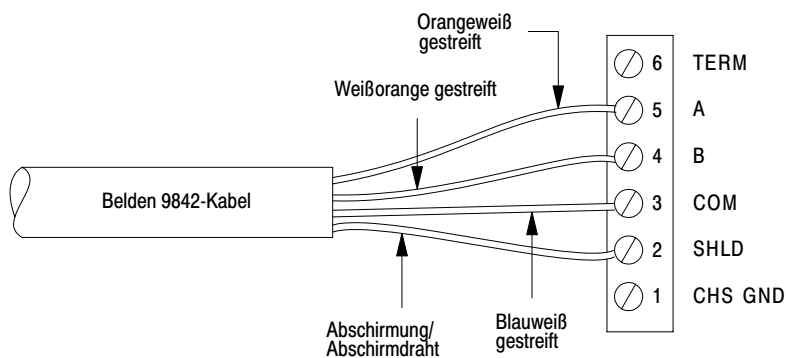 Orangeweiß
gestreift
6 TERM
Weißorange gestreift
5 A
4 B
Belden 9842-Kabel
3 COM
2 SHLD
1 CHS GND
Abschirmung/
Abschirmdraht
Blauweiß
gestreift